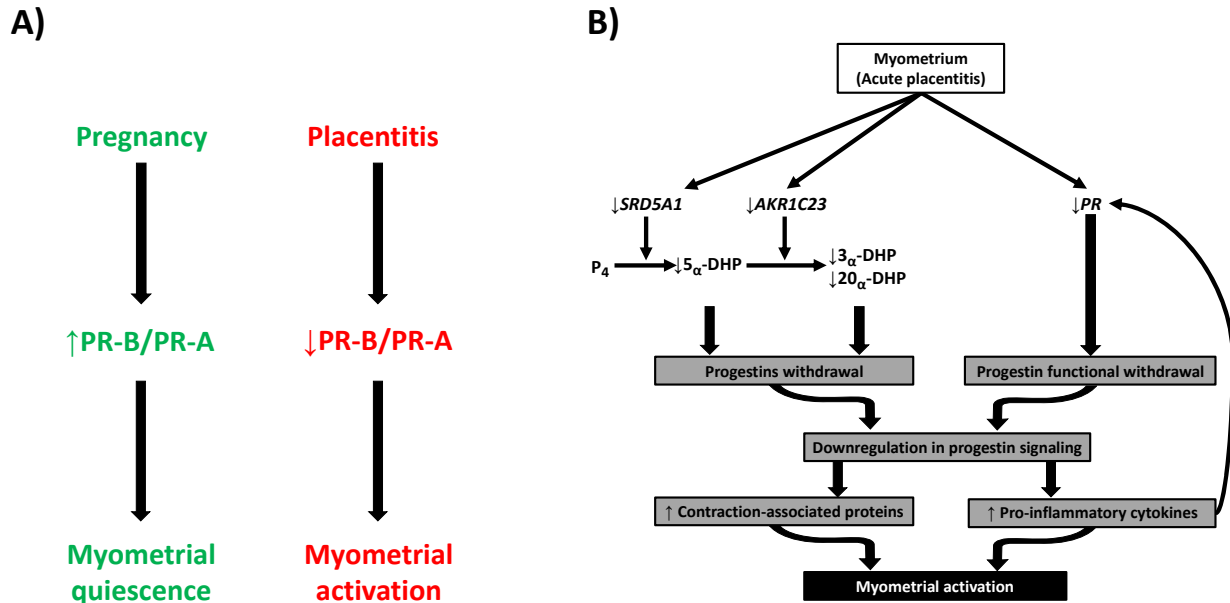 A)
Pregnancy
Placentitis
↑PR-B/PR-A
↓PR-B/PR-A
Myometrial
quiescence
Myometrial
activation
B)
Myometrium
(Acute placentitis)
↓SRD5A1
↓AKR1C23
↓PR
P4
↓5α-DHP
↓3α-DHP
↓20α-DHP
Progestins withdrawal
Progestin functional withdrawal
Downregulation in progestin signaling
↑ Contraction-associated proteins
↑ Pro-inflammatory cytokines
Myometrial activation